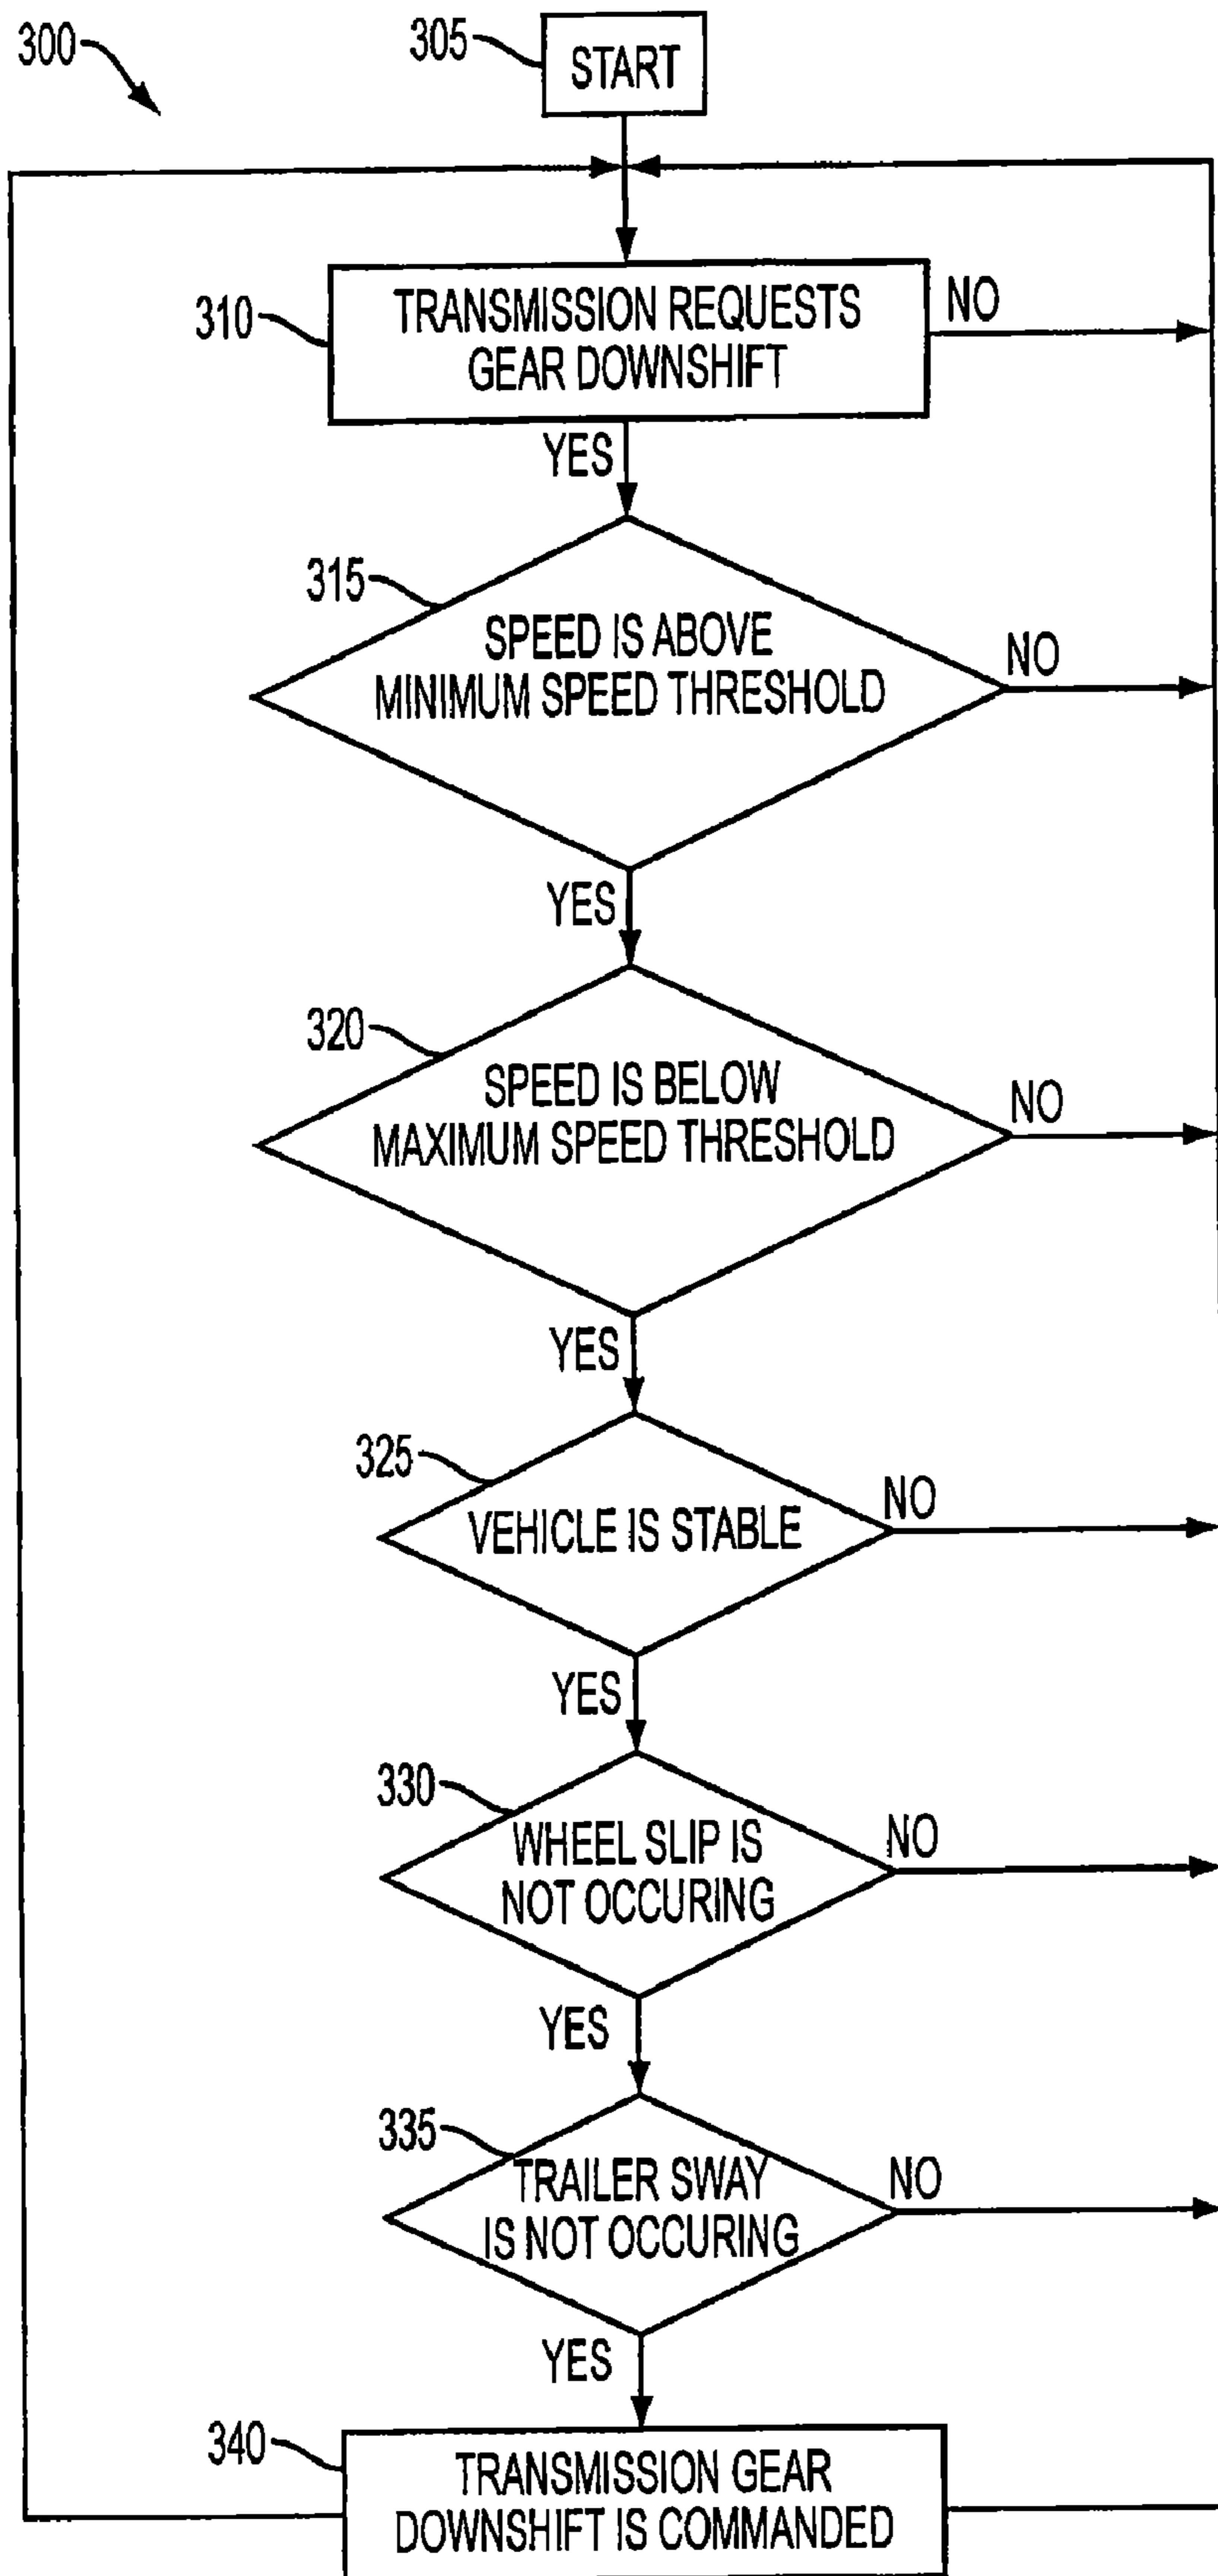 300
305
START
310
TRANSMISSION REQUESTS
GEAR DOWNSHIFT
NO
YES
315
SPEED IS ABOVE
MINIMUM SPEED THRESHOLD
NO
YES
320
SPEED IS BELOW
MAXIMUM SPEED THRESHOLD
NO
YES
325
VEHICLE IS STABLE
NO
YES
330
WHEEL SLIP IS
NOT OCCURING
NO
YES
335
TRAILER SWAY
IS NOT OCCURING
NO
YES
340
TRANSMISSION GEAR
DOWNSHIFT IS COMMANDED